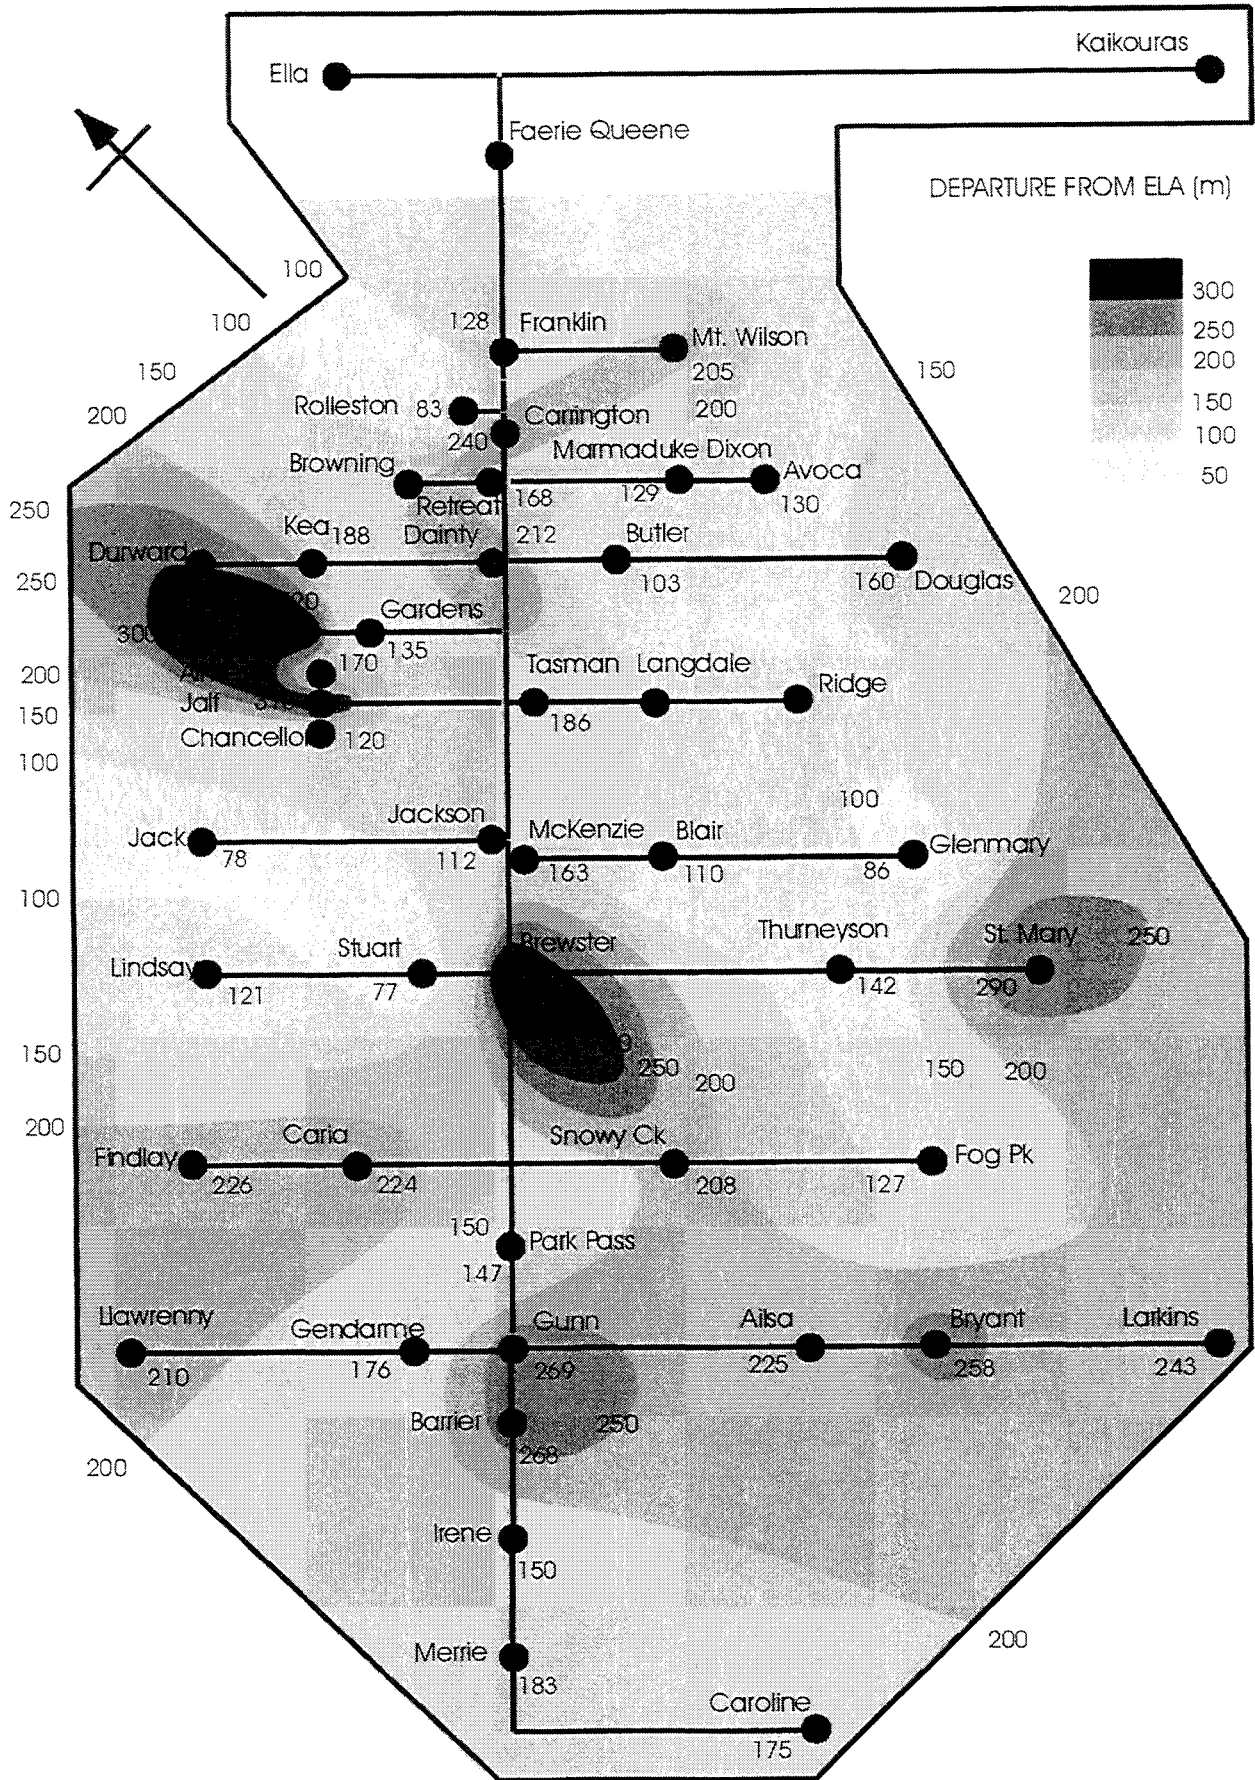 Kaikouras
Ella
Faerie Queene
DEPARTURE FROM ELA (m)
300
250
200
150
100
50
100
100
150
200
250
250
200
150
100
100
150
200
200
150
200
200
128 Franklin
Mt. Wilson
205
200
Rolleston 83
Carrington
240
Marmaduke Dixon
Browning
Avoca
168
129
130
Retreat
Kea 188
Dainty
212
Butler
Durward
103
160 Douglas
20
Gardens
300
135
170
Tasman Langdale
Ridge
Jalf
186
Chancellor
120
100
Jackson
McKenzie Blair
Jack
Glenmary
78
112
163
110
86
Brewster
Thurneyson
St. Mary
250
Stuart
Lindsay
121
77
142
290
250
200
150
200
Caria
Snowy Ck
Findlay
Fog Pk
226
224
208
127
150
Park Pass
147
Llawrenny
Gendarme
Gunn
Ailsa
Bryant
Larkins
210
176
269
225
258
243
Barrier
250
268
Irene
150
Merrie
183
Caroline
175